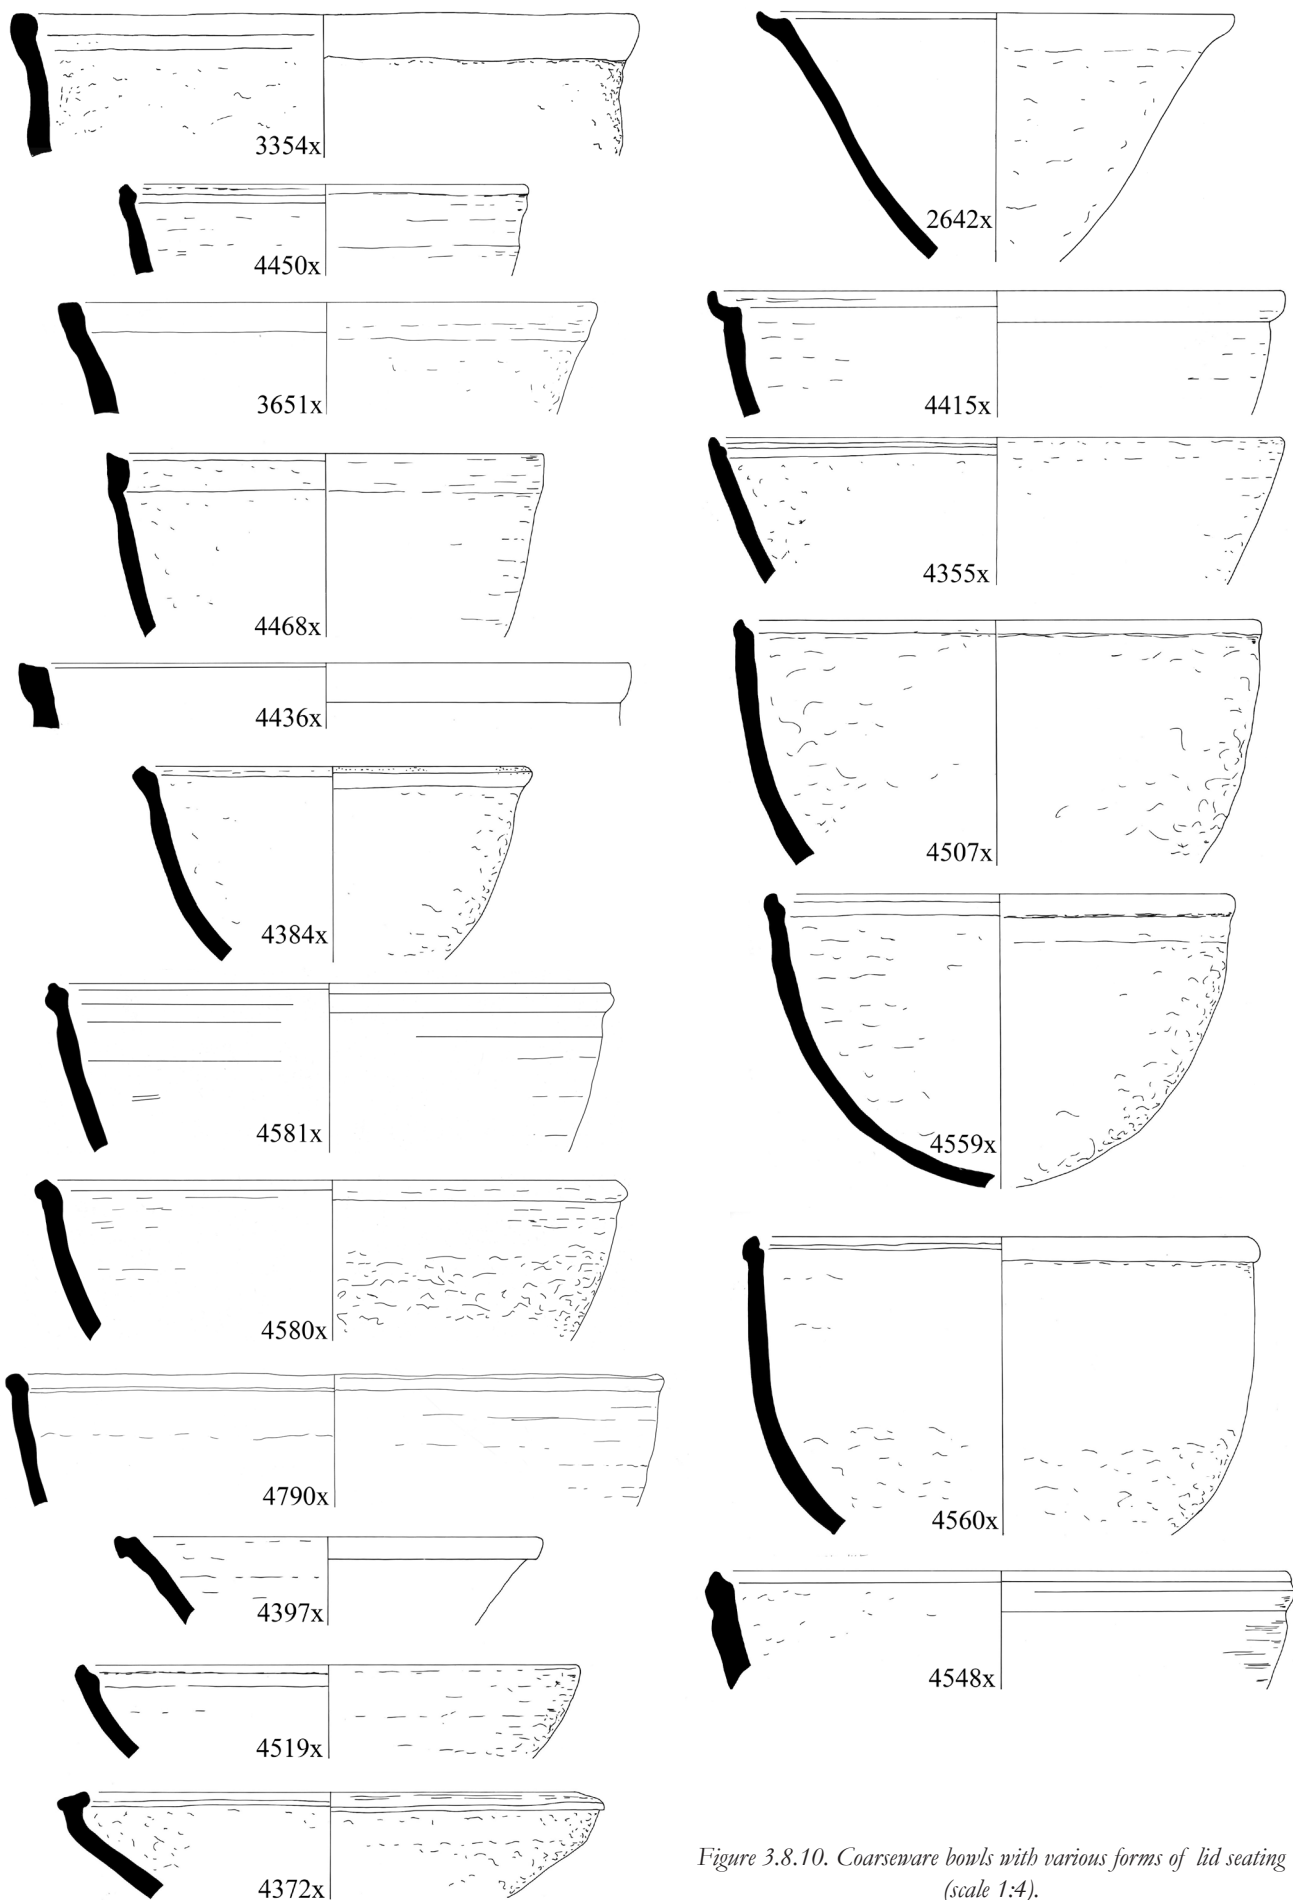 3354x
4450x
3651x
4468x
4436x
4384x
4581x
4580x
4790x
4397x
4519x
4372x
2642x
4415x
4355x
4507x
4559x
4560x
4548x
Figure 3.8.10. Coarseware bowls with various forms of lid seating
(scale 1:4).